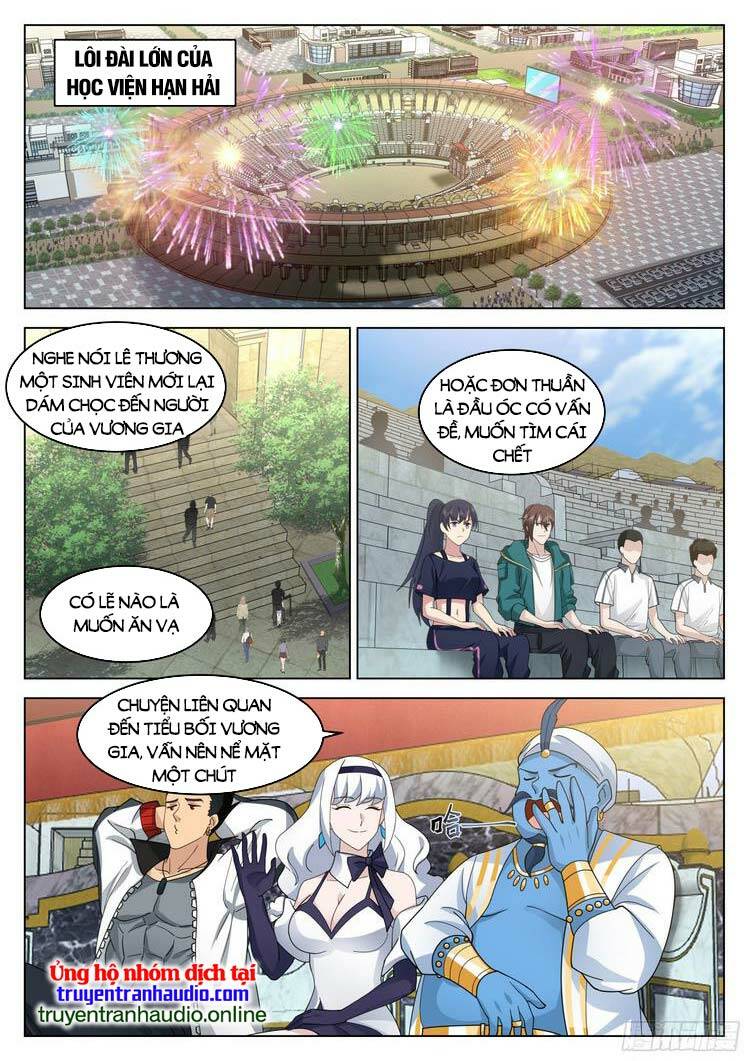 LÔI ĐÀI LỚN CỦA
HỌC VIỆN HẠN HẢI
NGHE NÓI LÊ THƯƠNG
MỘT SINH VIÊN MỚI LẠI
DÁM CHỌC ĐẾN NGƯỜI
CỦA VƯƠNG GIA
CÓ LẼ NÀO LÀ
MUỐN ĂN VẠ
HOẶC ĐƠN THUẦN
LÀ ĐẦU ÓC CÓ VẤN
ĐỀ, MUỐN TÌM CÁI
CHẾT
CHUYỆN LIÊN QUAN
ĐẾN TIỂU BỐI VƯƠNG
GIA, VẪN NÊN NỂ MẶT
MỘT CHÚT
哈
Ủng hộ nhóm dịch tại
truyentranhaudio.com
truyentranhaudio.online